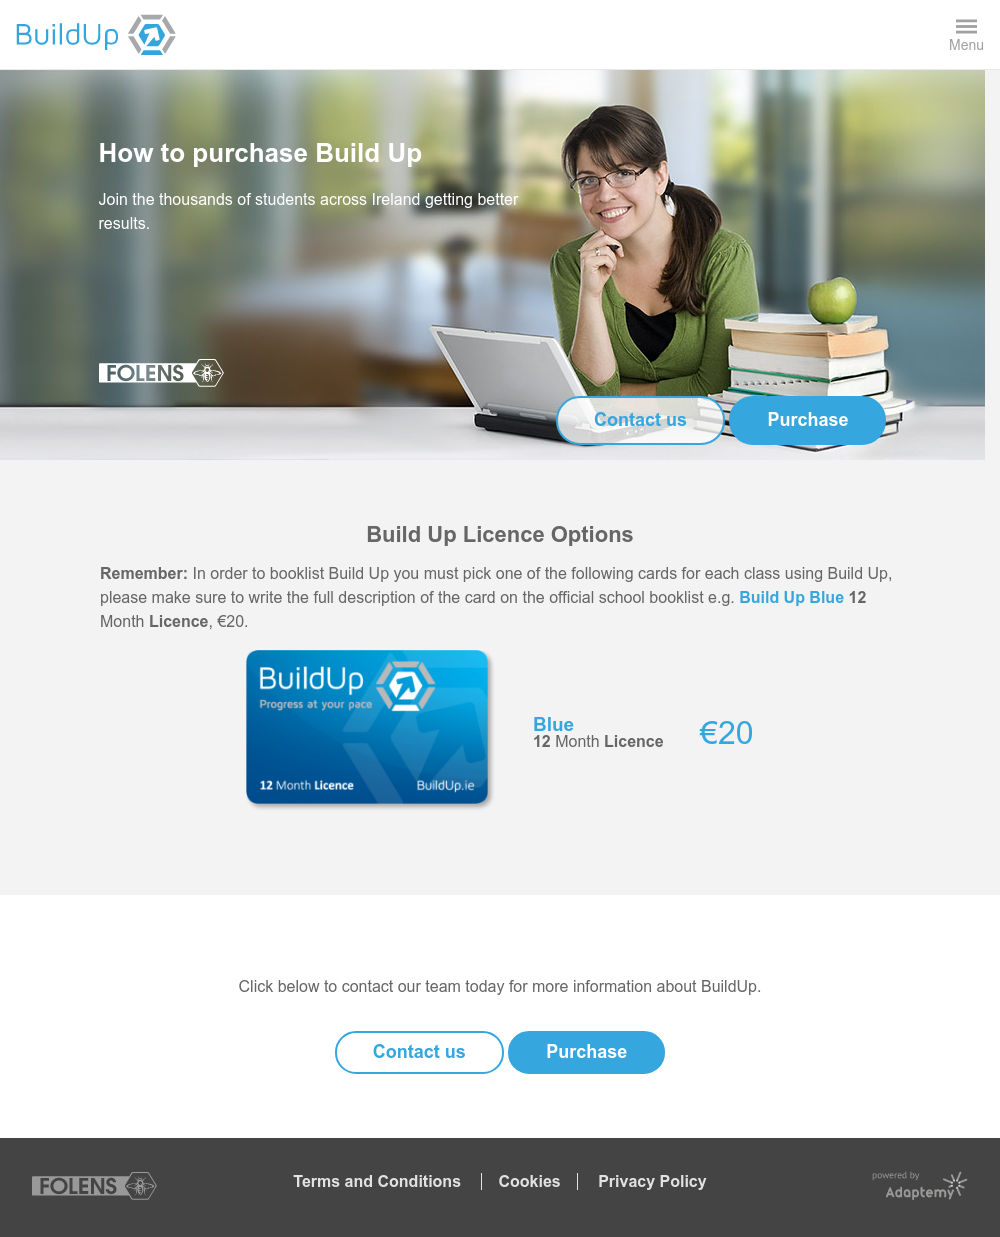 BuildUp
Menu
How to purchase Build Up
Join the thousands of students across Ireland getting better
results.
FOLENS
Contact us
Purchase
Build Up Licence Options
Remember: In order to booklist Build Up you must pick one of the following cards for each class using Build Up,
please make sure to write the full description of the card on the official school booklist e.g. Build Up Blue 12
Month Licence, €20.
BuildUp
Progress at your pace
12 Month Licence
BuildUp.ie
Blue
12 Month Licence
€20
Click below to contact our team today for more information about BuildUp.
Contact us
Purchase
FOLENS
Terms and Conditions
Cookies
Privacy Policy
powered by
Adaptemy